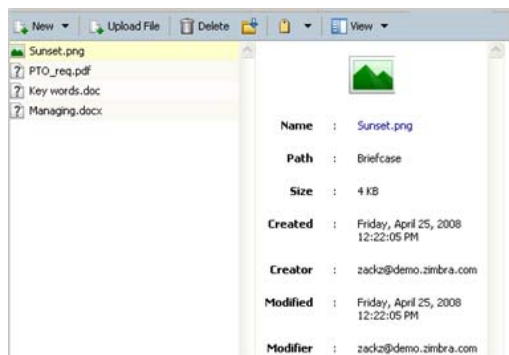 New Upload File Delete View
Sunset.png
PTO_req.pdf
Key words.doc
Managing.docx
Name : Sunset.png
Path : Briefcase
Size : 4 KB
Created : Friday, April 25, 2008
12:22:05 PM
Creator : zackz@demo.zimbra.com
Modified : Friday, April 25, 2008
12:22:05 PM
Modifier : zackz@demo.zimbra.com